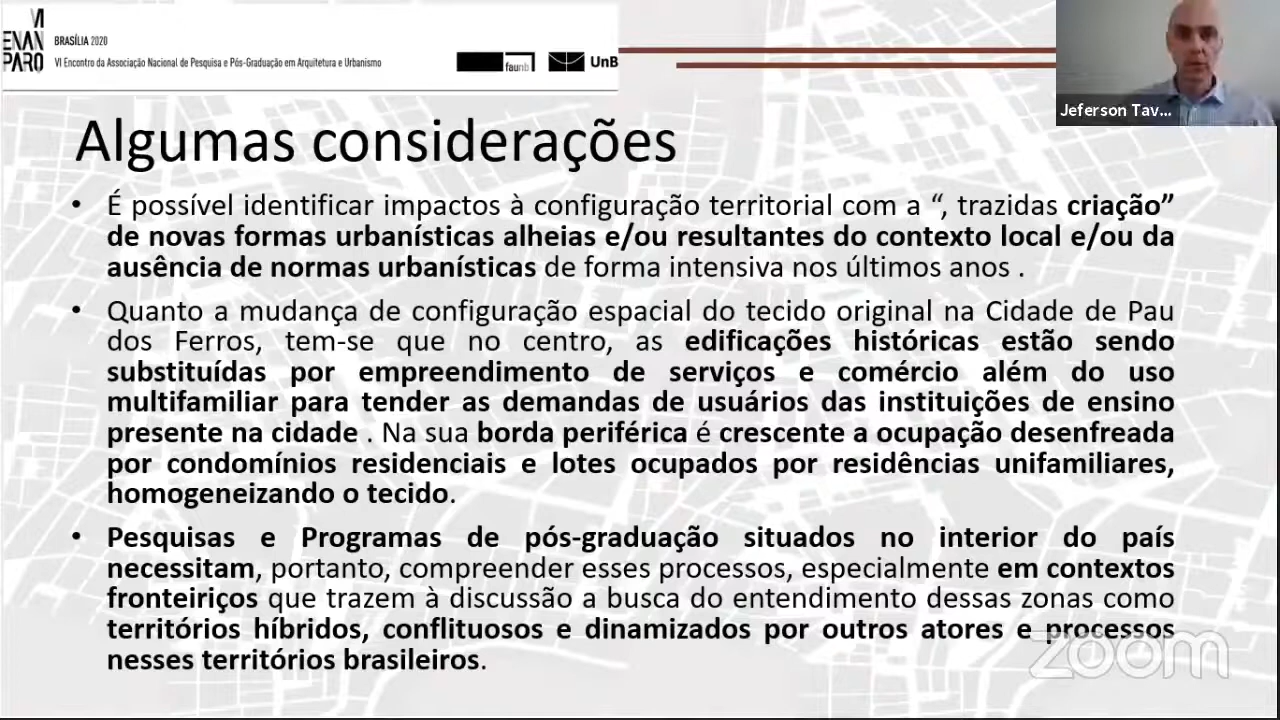 VI
ENAN
PARQ
BRASÍLIA 2020
VI Encontro da Associação Nacional de Pesquisa e Pós-Graduação em Arquitetura e Urbanismo
faunb
UnB
Jeferson Tav...
Algumas considerações
• É possível identificar impactos à configuração territorial com a “, trazidas criação”
de novas formas urbanísticas alheias e/ou resultantes do contexto local e/ou da
ausência de normas urbanísticas de forma intensiva nos últimos anos .
• Quanto a mudança de configuração espacial do tecido original na Cidade de Pau
dos Ferros, tem-se que no centro, as edificações históricas estão sendo
substituídas por empreendimento de serviços e comércio além do uso
multifamiliar para tender as demandas de usuários das instituições de ensino
presente na cidade . Na sua borda periférica é crescente a ocupação desenfreada
por condomínios residenciais e lotes ocupados por residências unifamiliares,
homogeneizando o tecido.
• Pesquisas e Programas de pós-graduação situados no interior do país
necessitam, portanto, compreender esses processos, especialmente em contextos
fronteiriços que trazem à discussão a busca do entendimento dessas zonas como
territórios híbridos, conflituosos e dinamizados por outros atores e processos
nesses territórios brasileiros.
zoom